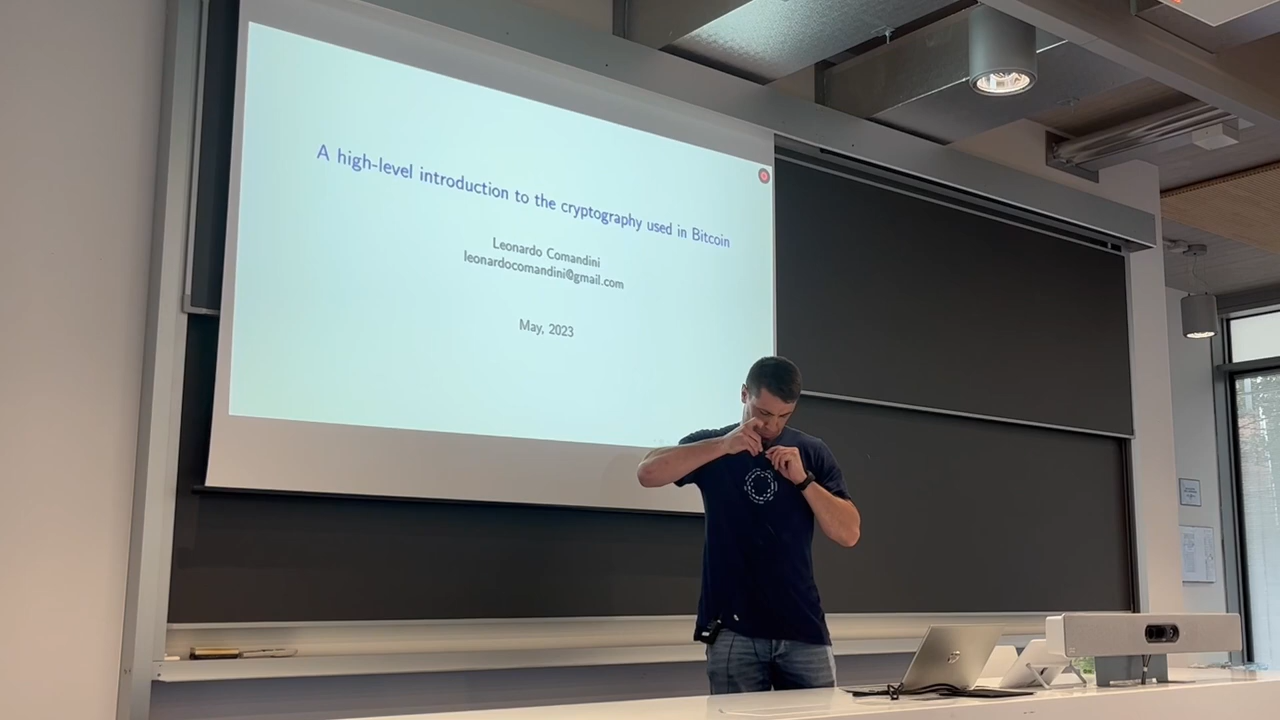 A high-level introduction to the cryptography used in Bitcoin
Leonardo Comandini
leonardocomandini@gmail.com
May, 2023